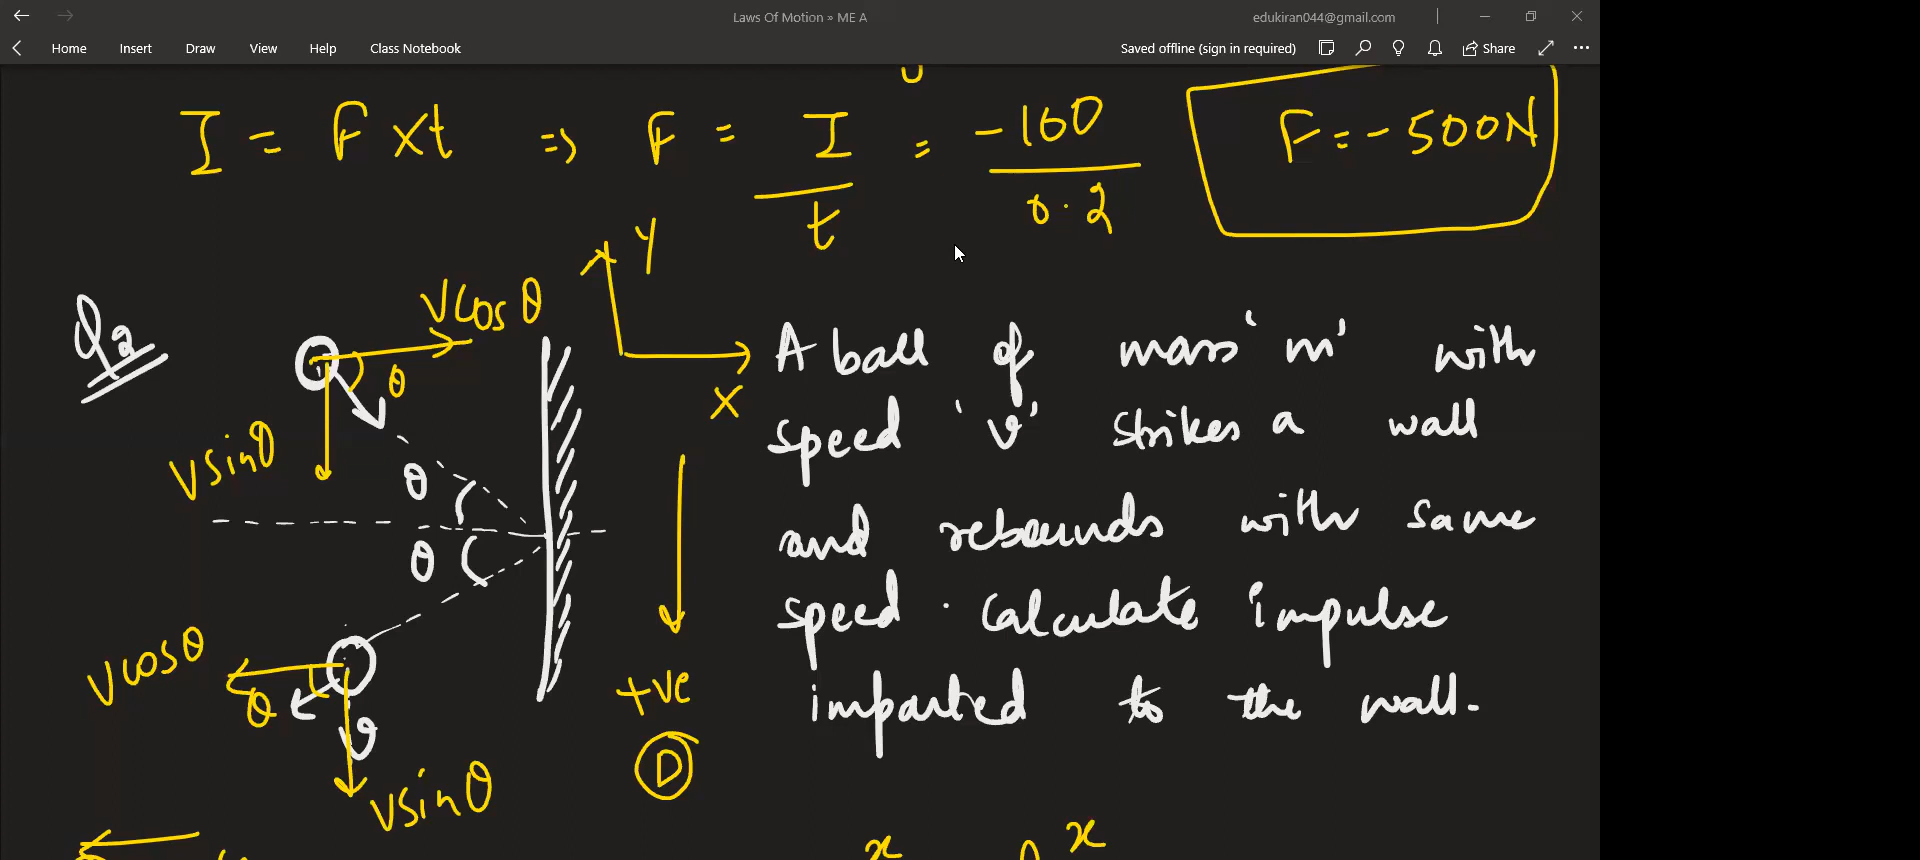 Laws Of Motion » ME A
edukiran044@gmail.com
Home Insert Draw View Help Class Notebook
Saved offline (sign in required) Share
I = F x t => F = I/t = -100/0.2
F = -500N
Q2
Vcosθ
Y
X
θ
Vsinθ
θ
θ
A ball of mass 'm' with
speed 'v' strikes a wall
and rebounds with same
speed. Calculate impulse
imparted to the wall.
Vcosθ
θ
v
Vsinθ
+ve
D
x x